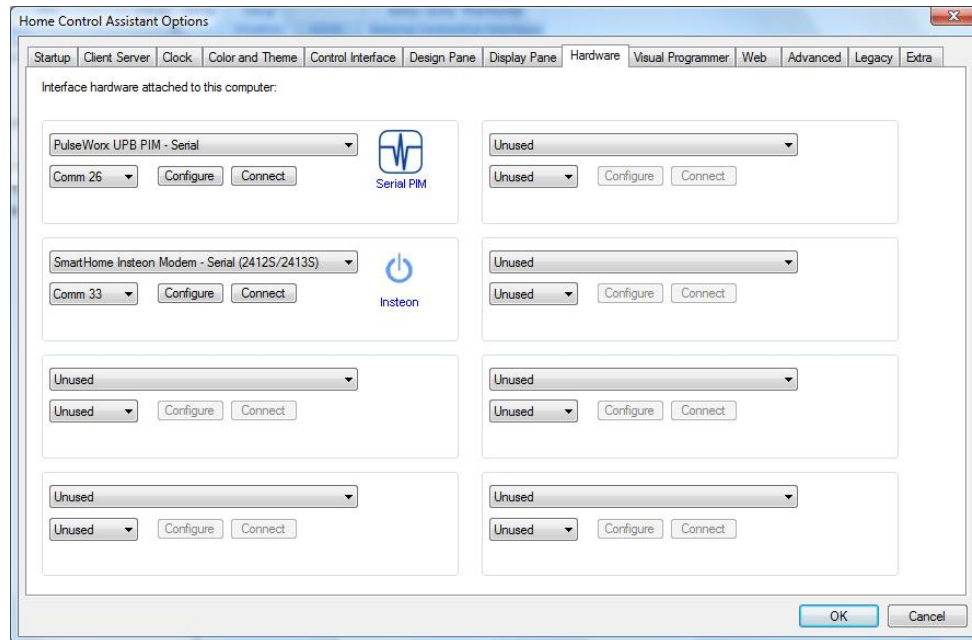 Home Control Assistant Options
Startup Client Server Clock Color and Theme Control Interface Design Pane Display Pane Hardware Visual Programmer Web Advanced Legacy Extra
Interface hardware attached to this computer:
PulseWorx UPB PIM - Serial
Comm 26 Configure Connect
Serial PIM
Unused
Unused Configure Connect
SmartHome Insteon Modem - Serial (2412S/2413S)
Comm 33 Configure Connect
Insteon
Unused
Unused Configure Connect
Unused
Unused Configure Connect
Unused
Unused Configure Connect
Unused
Unused Configure Connect
Unused
Unused Configure Connect
OK Cancel